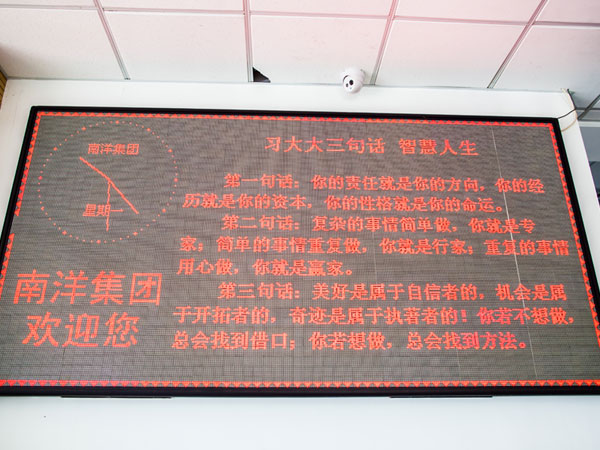 南洋集团
星期一
南洋集团
欢迎您
习大大三句话 智慧人生
第一句话：你的责任就是你的方向，你的经
历就是你的资本，你的性格就是你的命运。
第二句话：复杂的事情简单做，你就是专
家；简单的事情重复做，你就是行家；重复的事情
用心做，你就是赢家。
第三句话：美好是属于自信者的，机会是属
于开拓者的，奇迹是属于执著者的！你若不想做，
总会找到借口；你若想做，总会找到方法。